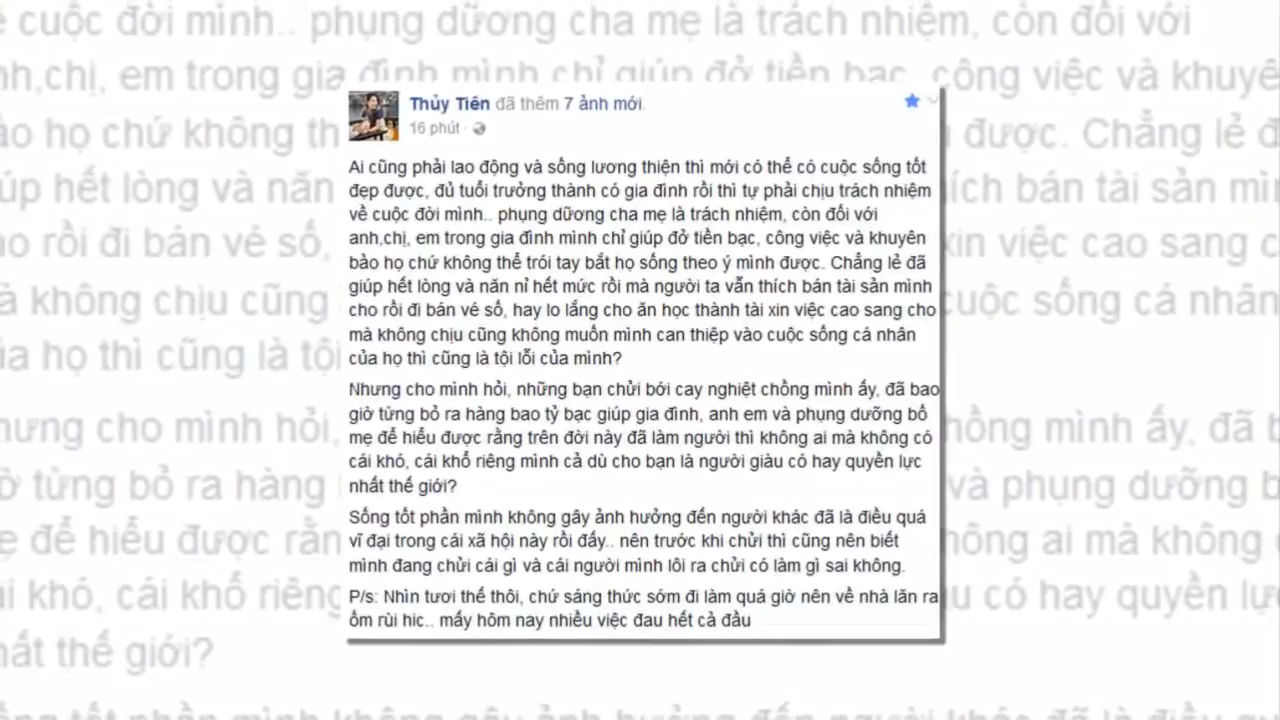 Thủy Tiên đã thêm 7 ảnh mới.
16 phút
Ai cũng phải lao động và sống lương thiện thì mới có thể có cuộc sống tốt
đẹp được, đủ tuổi trưởng thành có gia đình rồi thì tự phải chịu trách nhiệm
về cuộc đời mình.. phụng dưỡng cha mẹ là trách nhiệm, còn đối với
anh,chị, em trong gia đình mình chỉ giúp đở tiền bạc, công việc và khuyên
bảo họ chứ không thể trói tay bắt họ sống theo ý mình được. Chẳng lẻ đã
giúp hết lòng và năn nỉ hết mức rồi mà người ta vẫn thích bán tài sản mình
cho rồi đi bán vé số, hay lo lắng cho ăn học thành tài xin việc cao sang cho
mà không chịu cũng không muốn mình can thiệp vào cuộc sống cá nhân
của họ thì cũng là tội lỗi của mình?
Nhưng cho mình hỏi, những bạn chửi bới cay nghiệt chồng mình ấy, đã bao
giờ từng bỏ ra hàng bao tỷ bạc giúp gia đình, anh em và phụng dưỡng bố
mẹ để hiểu được rằng trên đời này đã làm người thì không ai mà không có
cái khó, cái khổ riêng mình cả dù cho bạn là người giàu có hay quyền lực
nhất thế giới?
Sống tốt phần mình không gây ảnh hưởng đến người khác đã là điều quá
vĩ đại trong cái xã hội này rồi đấy.. nên trước khi chửi thì cũng nên biết
mình đang chửi cái gì và cái người mình lôi ra chửi có làm gì sai không.
P/s: Nhìn tươi thế thôi, chứ sáng thức sớm đi làm quá giờ nên về nhà lăn ra
ốm rùi hic.. mấy hôm nay nhiều việc đau hết cả đầu